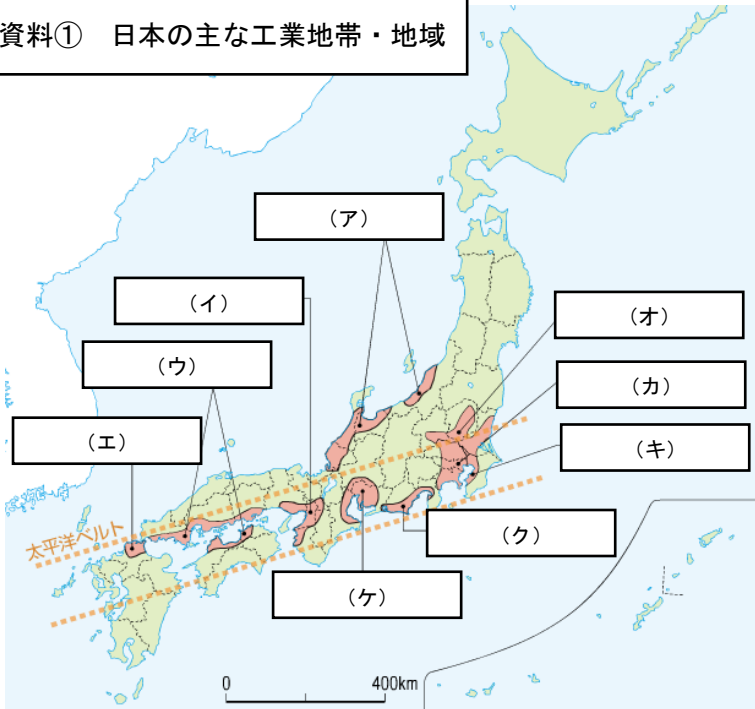 資料①　日本の主な工業地帯・地域
（ア）
（イ）
（オ）
（ウ）
（カ）
（エ）
（キ）
太平洋ベルト
（ク）
（ケ）
0
400km